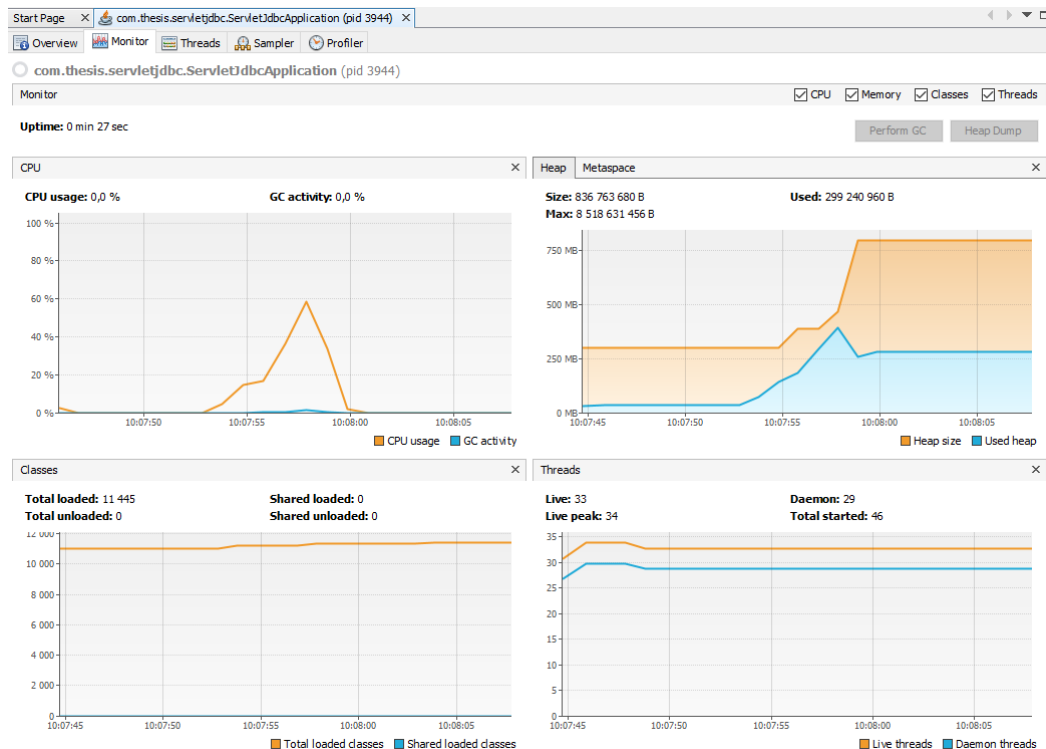 Start Page com.thesis.servletjdbc.ServletJdbcApplication (pid 3944)
Overview Monitor Threads Sampler Profiler
com.thesis.servletjdbc.ServletJdbcApplication (pid 3944)
Monitor CPU Memory Classes Threads
Uptime: 0 min 27 sec Perform GC Heap Dump
CPU
CPU usage: 0,0 % GC activity: 0,0 %
100 %
80 %
60 %
40 %
20 %
0 %
10:07:50 10:07:55 10:08:00 10:08:05
CPU usage GC activity
Heap Metaspace
Size: 836 763 680 B Used: 299 240 960 B
Max: 8 518 631 456 B
750 MB
500 MB
250 MB
0 MB
10:07:45 10:07:50 10:07:55 10:08:00 10:08:05
Heap size Used heap
Classes
Total loaded: 11 445 Shared loaded: 0
Total unloaded: 0 Shared unloaded: 0
12 000
10 000
8 000
6 000
4 000
2 000
0
10:07:45 10:07:50 10:07:55 10:08:00 10:08:05
Total loaded classes Shared loaded classes
Threads
Live: 33 Daemon: 29
Live peak: 34 Total started: 46
35
30
25
20
15
10
5
0
10:07:45 10:07:50 10:07:55 10:08:00 10:08:05
Live threads Daemon threads